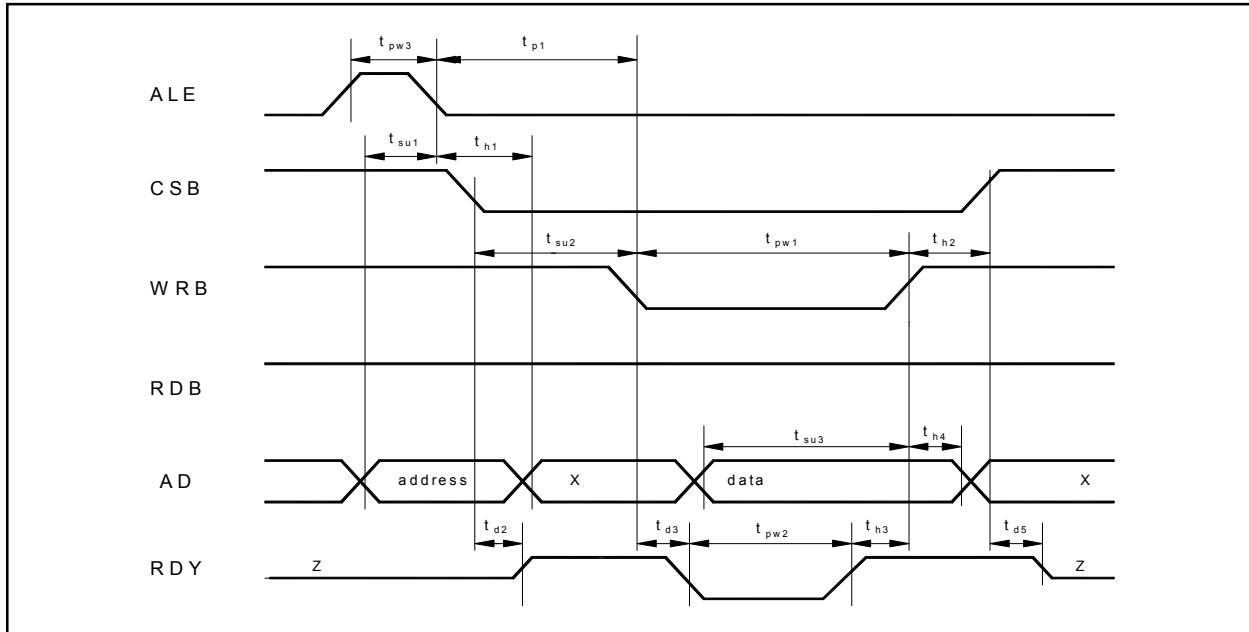 t pw3 t p1
ALE
t su1 t h1
CSB
t su2 t pw1 t h2
WRB
RDB
t su3 t h4
AD address X data X
t d2 t d3 t pw2 t h3 t d5
RDY Z Z